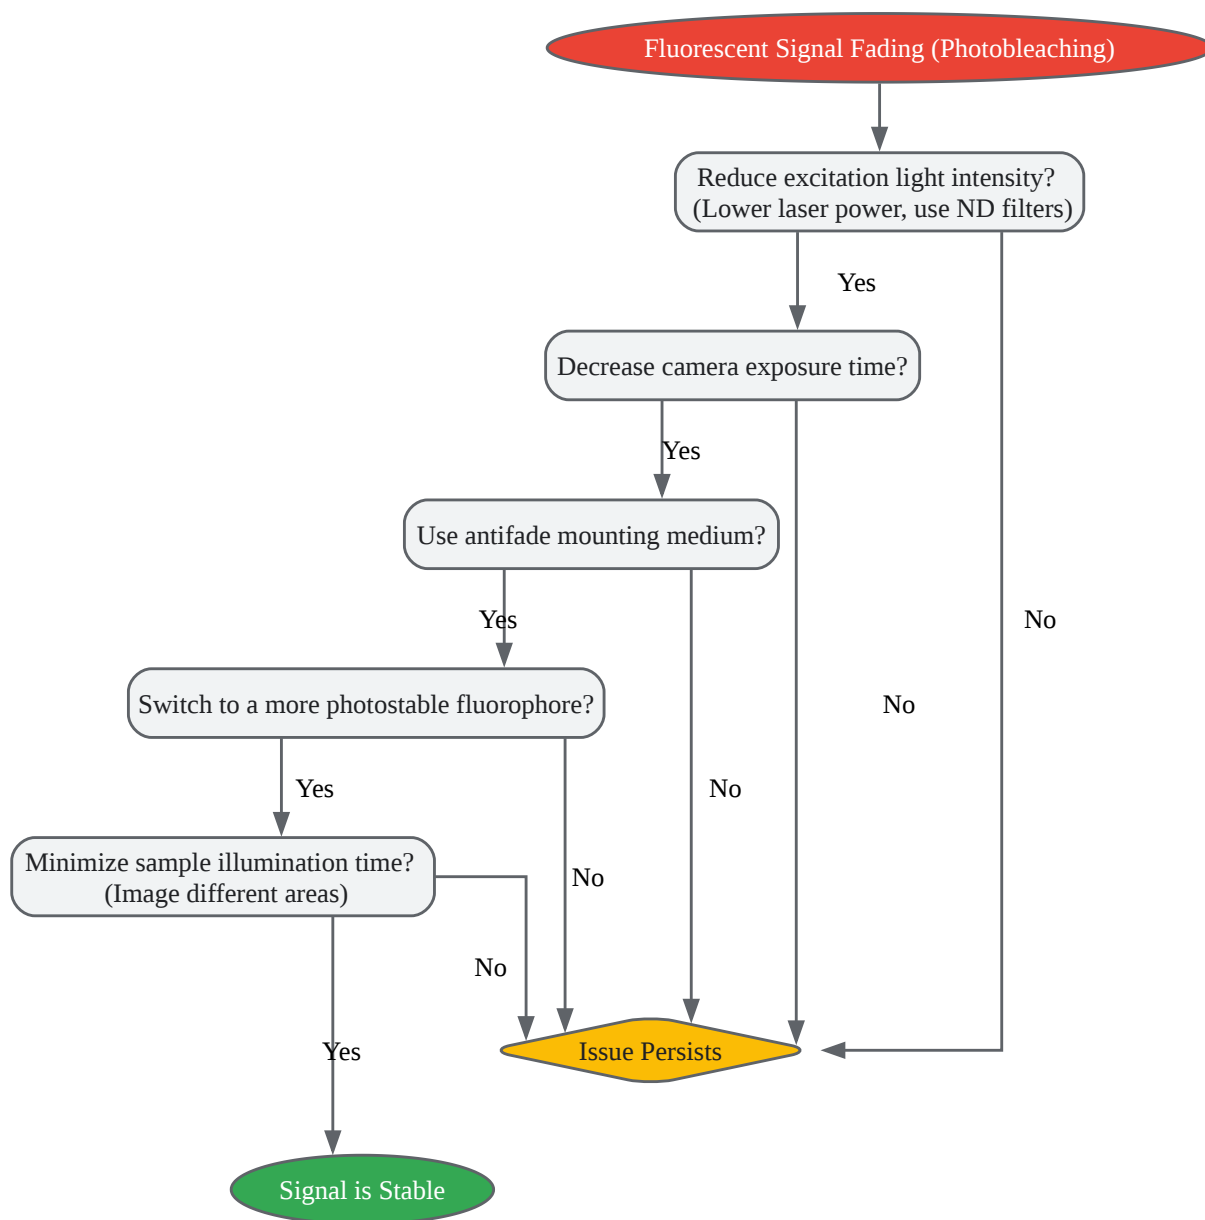 Fluorescent Signal Fading (Photobleaching)
Reduce excitation light intensity?
(Lower laser power, use ND filters)
Yes
Decrease camera exposure time?
Yes
Use antifade mounting medium?
Yes
No
Switch to a more photostable fluorophore?
No
Yes
No
Minimize sample illumination time?
(Image different areas)
No
No
Yes
Issue Persists
Signal is Stable